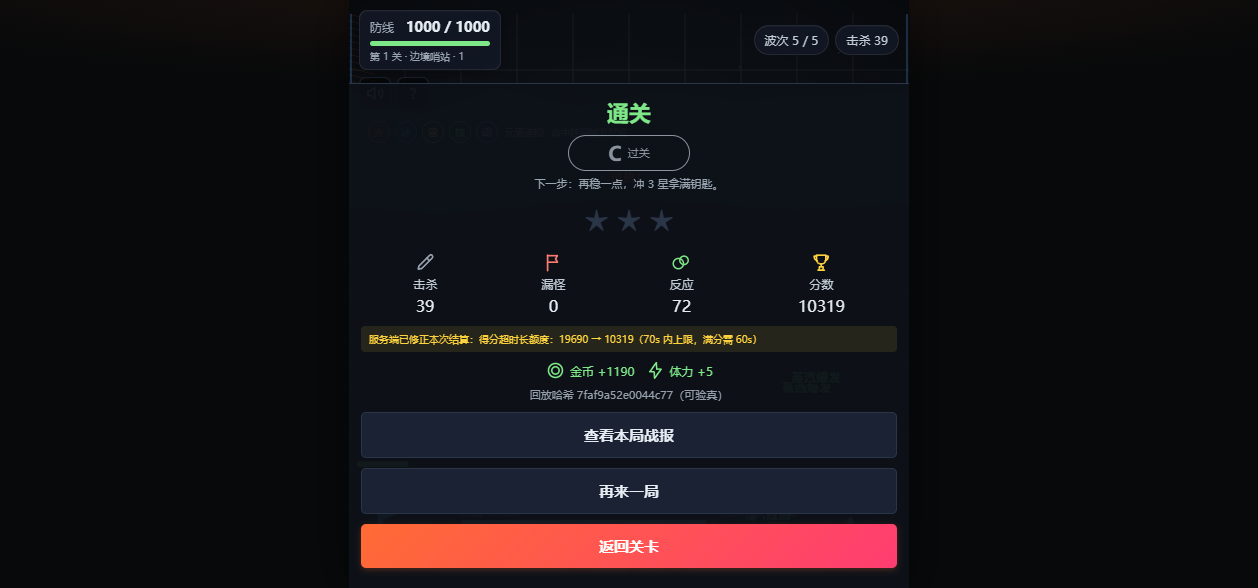 防线 1000 / 1000
第 1 关 · 边境哨站 · 1
波次 5 / 5
击杀 39
?
通关
C 过关
下一步：再稳一点，冲 3 星拿满钥匙。
击杀
39
漏怪
0
反应
72
分数
10319
服务端已修正本次结算：得分超时长额度：19690 → 10319（70s 内上限，满分需 60s）
金币 +1190 体力 +5
回放哈希 7faf9a52e0044c77（可验真）
查看本局战报
再来一局
返回关卡